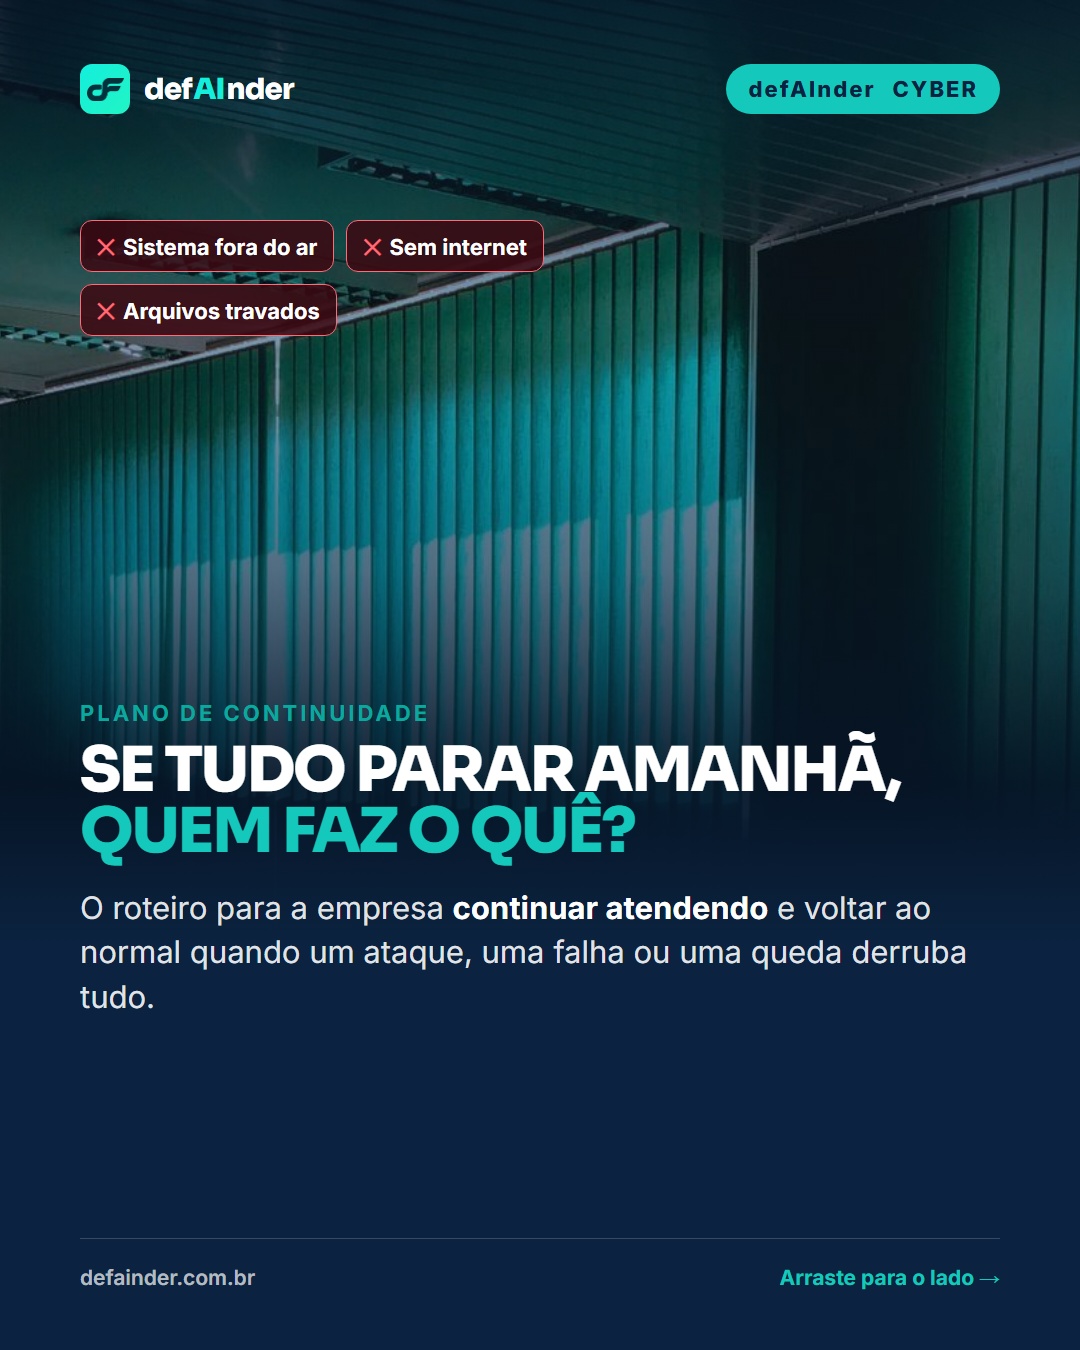 defAInder
defAInder CYBER
× Sistema fora do ar
× Sem internet
× Arquivos travados
PLANO DE CONTINUIDADE
SE TUDO PARAR AMANHÃ,
QUEM FAZ O QUÊ?
O roteiro para a empresa continuar atendendo e voltar ao
normal quando um ataque, uma falha ou uma queda derruba
tudo.
defainder.com.br
Arraste para o lado →